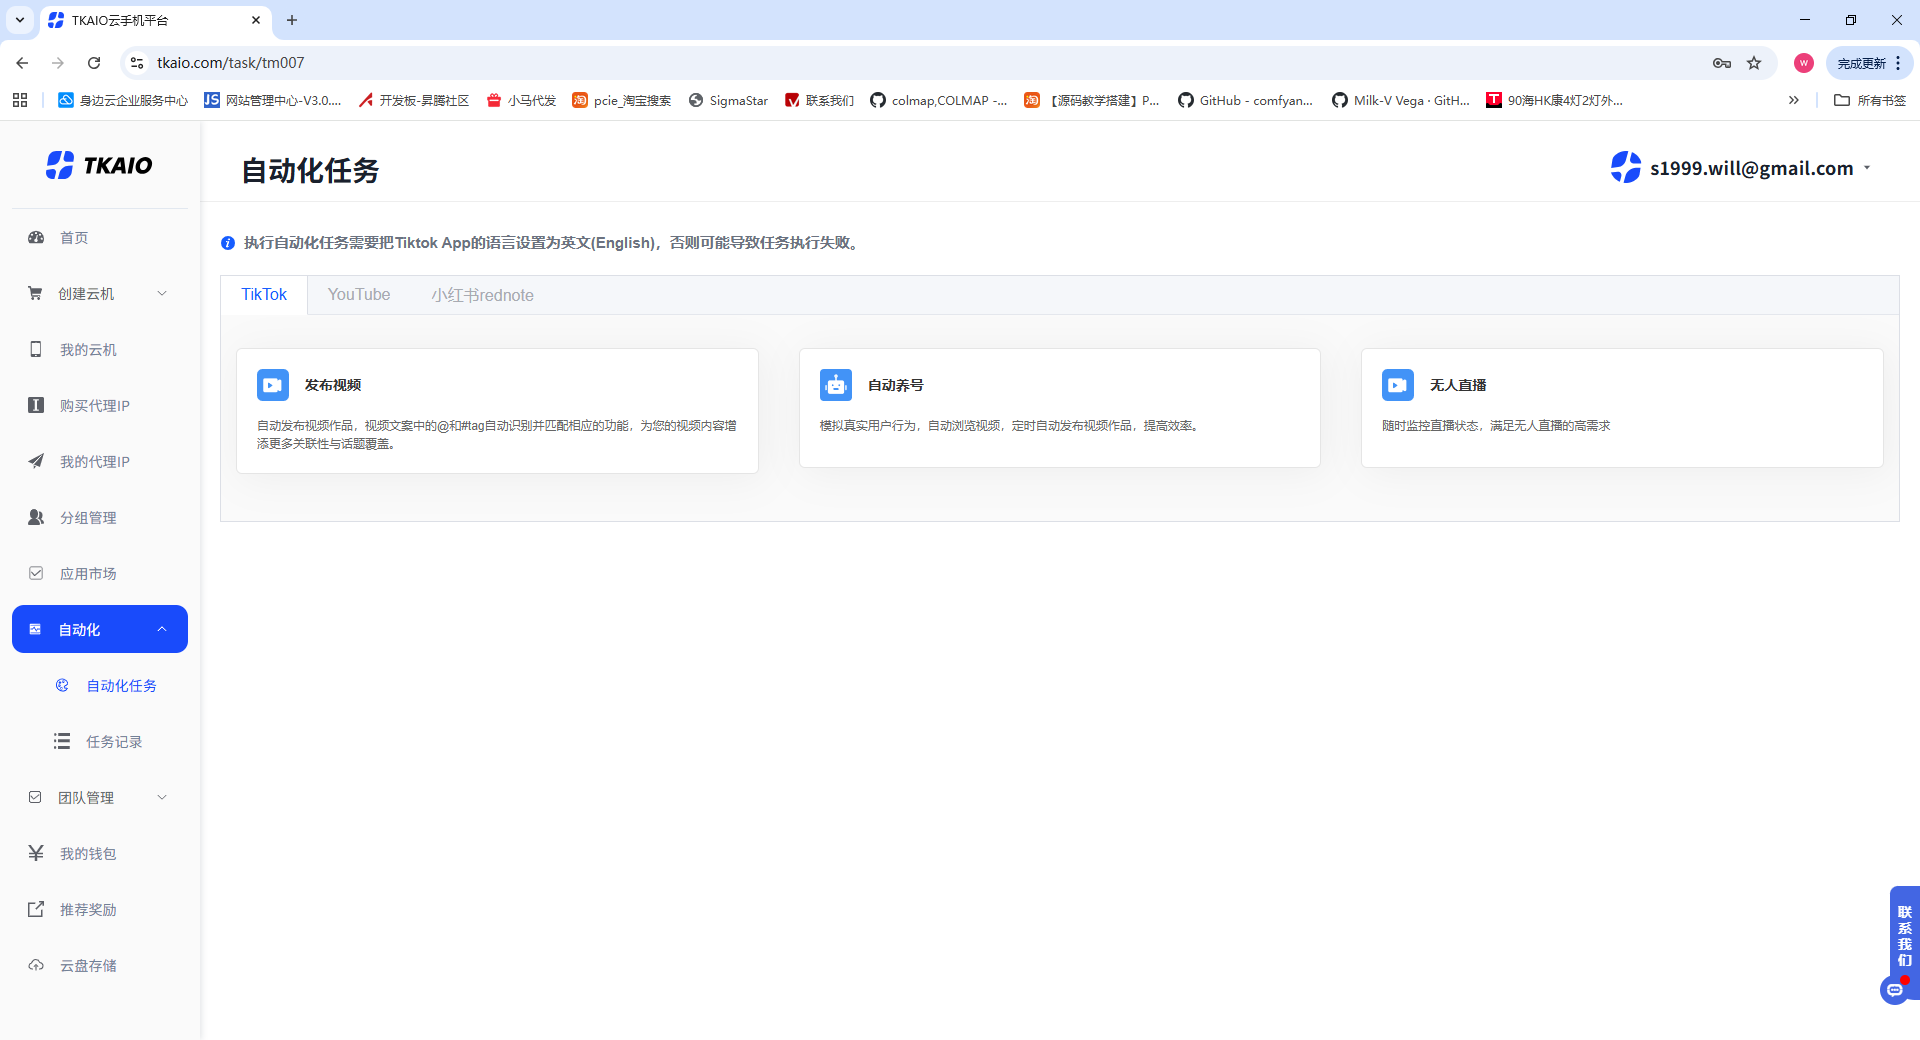 TKAIO云手机平台
tkaio.com/task/tm007
W
完成更新
身边云企业服务中心
JS
网站管理中心-V3.0....
开发板-昇腾社区
小马代发
淘
pcie_淘宝搜索
SigmaStar
联系我们
colmap,COLMAP -...
淘
【源码教学搭建】P...
GitHub - comfyan...
Milk-V Vega · GitH...
T
90海HK康4灯2灯外...
所有书签
TKAIO
自动化任务
s1999.will@gmail.com
首页
创建云机
我的云机
购买代理IP
我的代理IP
分组管理
应用市场
自动化
自动化任务
任务记录
团队管理
我的钱包
推荐奖励
云盘存储
执行自动化任务需要把Tiktok App的语言设置为英文(English)，否则可能导致任务执行失败。
TikTok
YouTube
小红书rednote
发布视频
自动发布视频作品，视频文案中的@和#tag自动识别并匹配相应的功能，为您的视频内容增
添更多关联性与话题覆盖。
自动养号
模拟真实用户行为，自动浏览视频，定时自动发布视频作品，提高效率。
无人直播
随时监控直播状态，满足无人直播的高需求
联
系
我
们